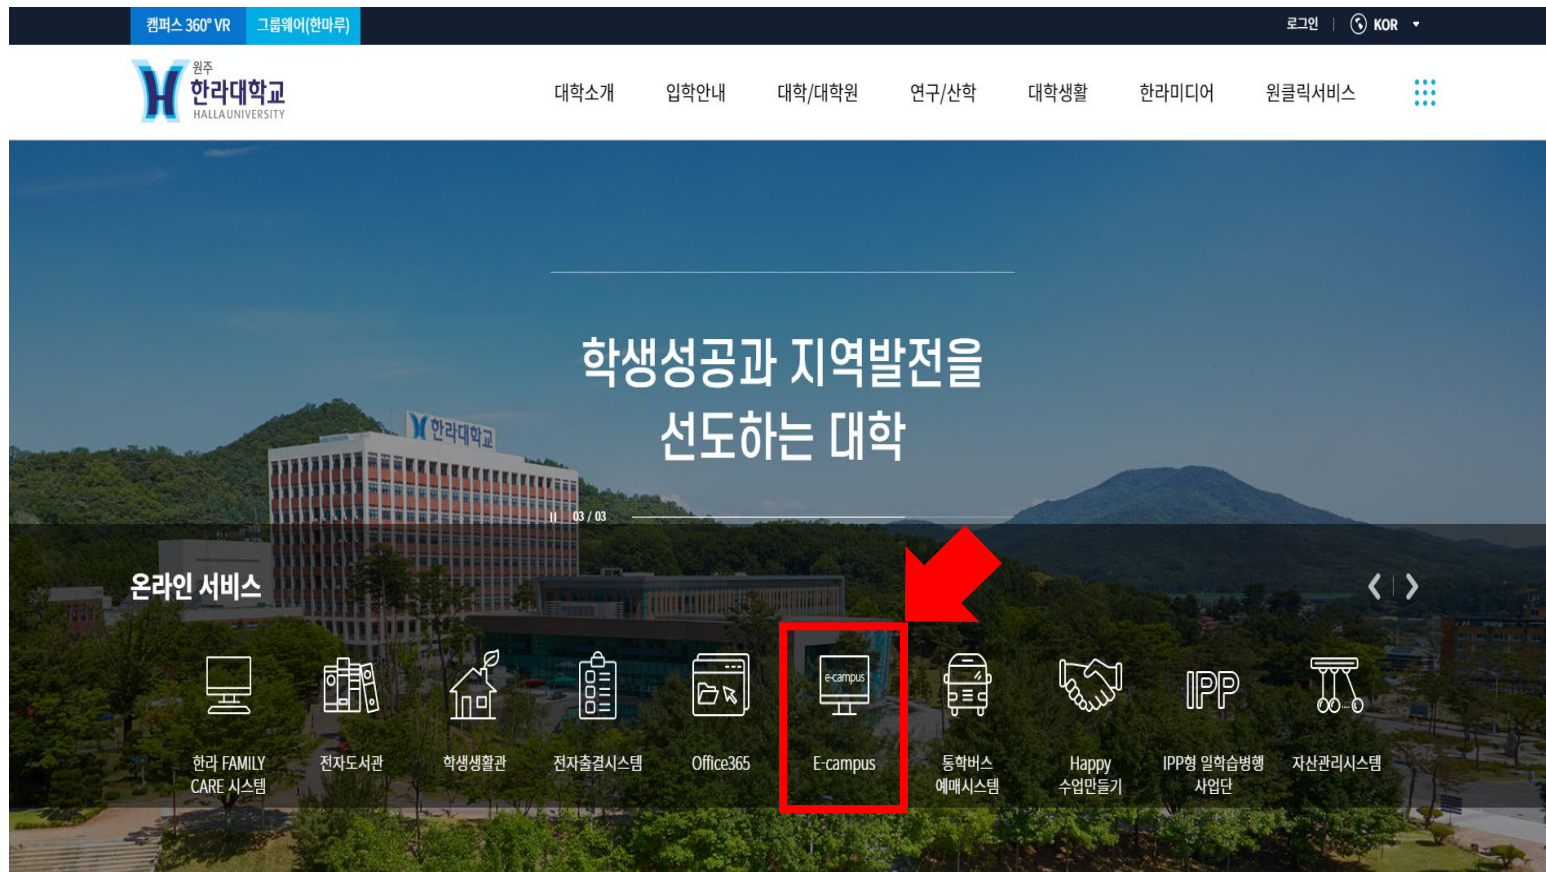 캠퍼스 360° VR 그룹웨어(한마루) 로그인 KOR
원주
한라대학교
HALLA UNIVERSITY
대학소개 입학안내 대학/대학원 연구/산학 대학생활 한라미디어 원클릭서비스
학생성공과 지역발전을
선도하는 대학
한라대학교
03 / 03
온라인 서비스
e-campus
IPP
한라 FAMILY
CARE 시스템
전자도서관
학생생활관
전자출결시스템
Office365
E-campus
통학버스
예매시스템
Happy
수업만들기
IPP형 일학습병행
사업단
자산관리시스템